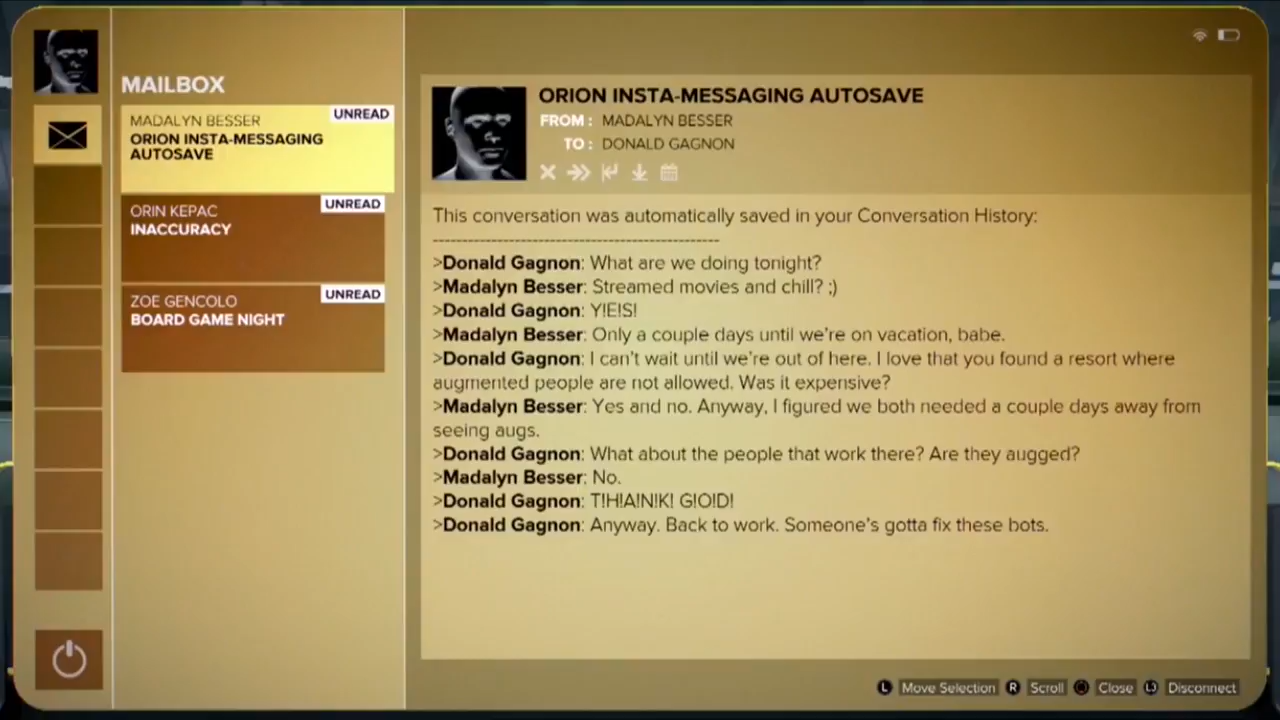 MAILBOX
UNREAD
MADALYN BESSER
ORION INSTA-MESSAGING
AUTOSAVE
UNREAD
ORIN KEPAC
INACCURACY
UNREAD
ZOE GENCOLO
BOARD GAME NIGHT
ORION INSTA-MESSAGING AUTOSAVE
FROM : MADALYN BESSER
TO : DONALD GAGNON
This conversation was automatically saved in your Conversation History:
------------------------------------------------
>Donald Gagnon: What are we doing tonight?
>Madalyn Besser: Streamed movies and chill? ;)
>Donald Gagnon: Y!E!S!
>Madalyn Besser: Only a couple days until we're on vacation, babe.
>Donald Gagnon: I can't wait until we're out of here. I love that you found a resort where
augmented people are not allowed. Was it expensive?
>Madalyn Besser: Yes and no. Anyway, I figured we both needed a couple days away from
seeing augs.
>Donald Gagnon: What about the people that work there? Are they augged?
>Madalyn Besser: No.
>Donald Gagnon: T!H!A!N!K! G!O!D!
>Donald Gagnon: Anyway. Back to work. Someone's gotta fix these bots.
L Move Selection R Scroll Close L Disconnect